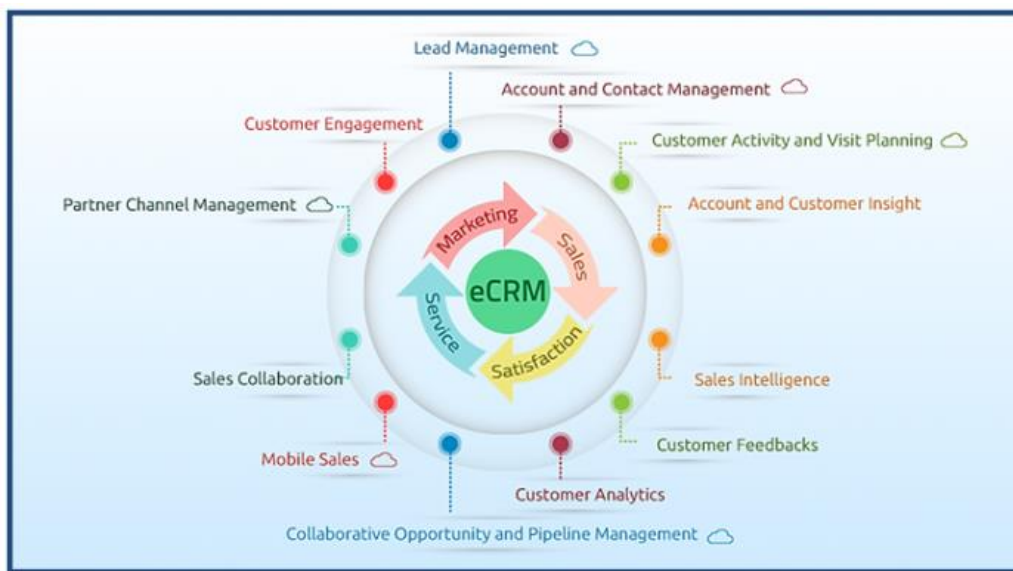 Lead Management
Account and Contact Management
Customer Engagement
Customer Activity and Visit Planning
Partner Channel Management
Account and Customer Insight
Marketing
Sales
eCRM
Service
Satisfaction
Sales Collaboration
Sales Intelligence
Customer Feedbacks
Mobile Sales
Customer Analytics
Collaborative Opportunity and Pipeline Management